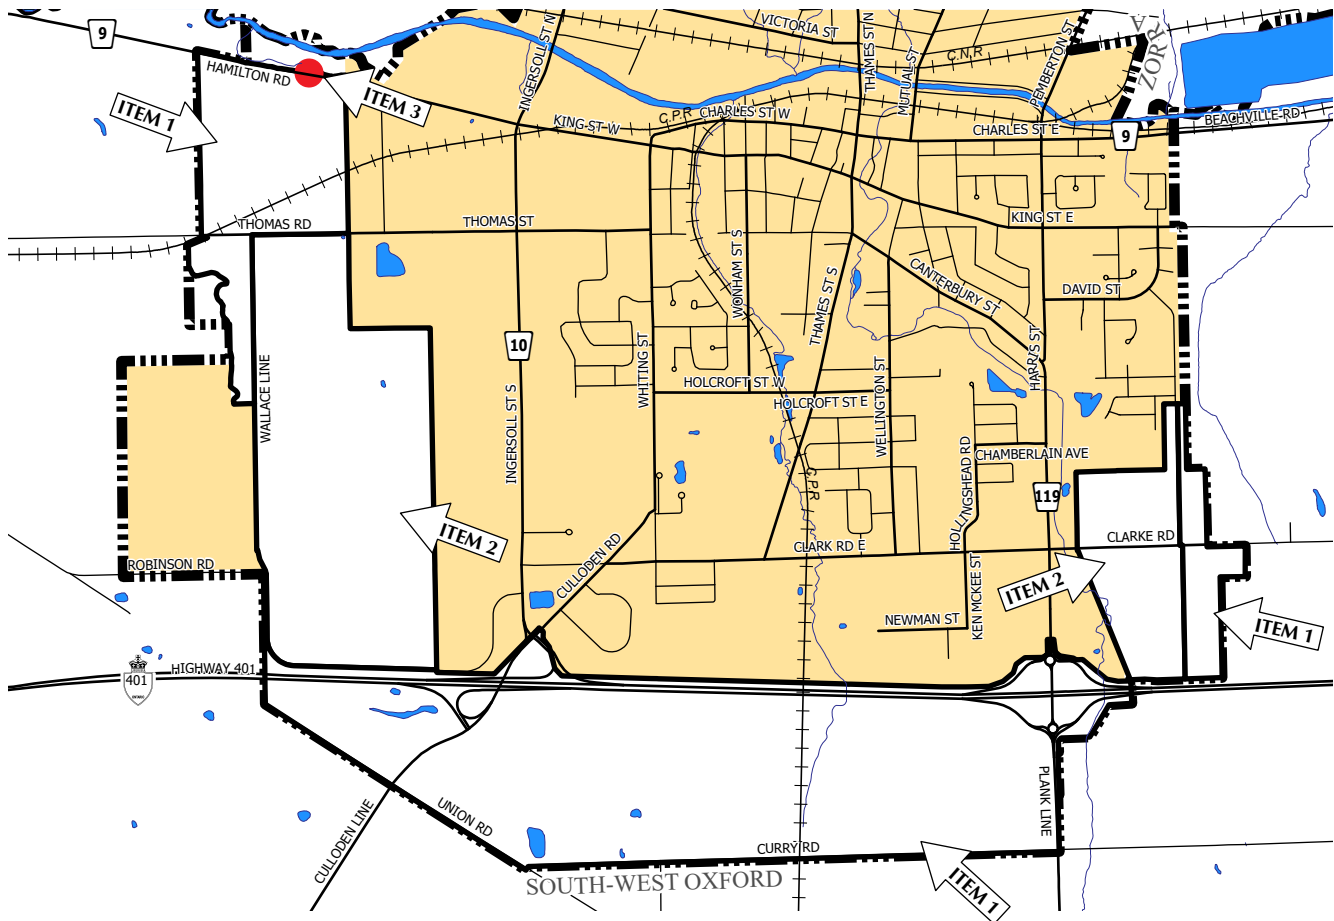 9
VICTORIA ST
INGERSOLL ST N
THAMES ST N
MUTUAL ST
C.N.R
PEMBERTON ST
ZORRA
HAMILTON RD
ITEM 1
ITEM 3
KING ST W
C.P.R
CHARLES ST W
CHARLES ST E
9
BEACHVILLE RD
THOMAS RD
THOMAS ST
KING ST E
WONHAM ST S
THAMES ST S
CANTERBURY ST
DAVID ST
10
WHITING ST
HARRIS ST
WALLACE LINE
INGERSOLL ST S
HOLCROFT ST W
HOLCROFT ST E
WELLINGTON ST
HOLLINGSHEAD RD
CHAMBERLAIN AVE
C.P.R
119
ITEM 2
CLARK RD E
CLARKE RD
ROBINSON RD
CULLODEN RD
ITEM 2
KEN MCKEE ST
NEWMAN ST
ITEM 1
HIGHWAY 401
401
ONTARIO
PLANK LINE
UNION RD
CULLODEN LINE
CURRY RD
SOUTH-WEST OXFORD
ITEM 1